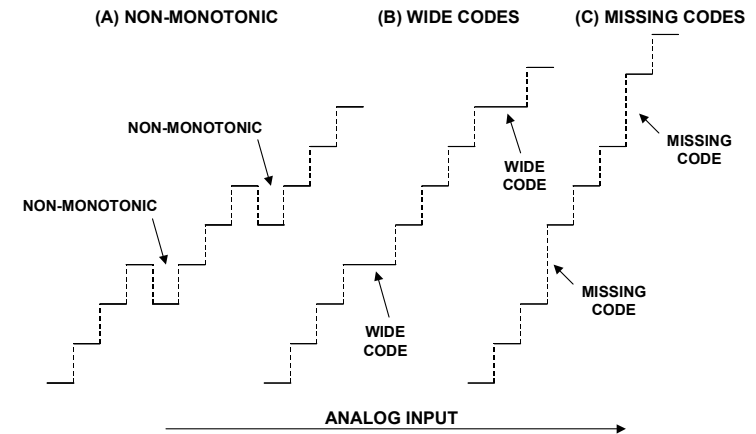 (A) NON-MONOTONIC
(B) WIDE CODES
(C) MISSING CODES
NON-MONOTONIC
NON-MONOTONIC
WIDE
CODE
WIDE
CODE
MISSING
CODE
MISSING
CODE
ANALOG INPUT